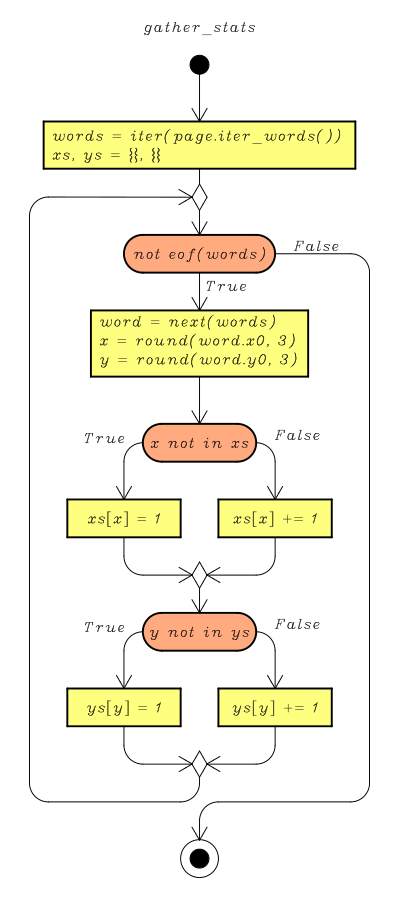 gather_stats
words = iter(page.iter_words())
xs, ys = {}, {}
not eof(words)
False
True
word = next(words)
x = round(word.x0, 3)
y = round(word.y0, 3)
True
x not in xs
False
xs[x] = 1
xs[x] += 1
True
y not in ys
False
ys[y] = 1
ys[y] += 1